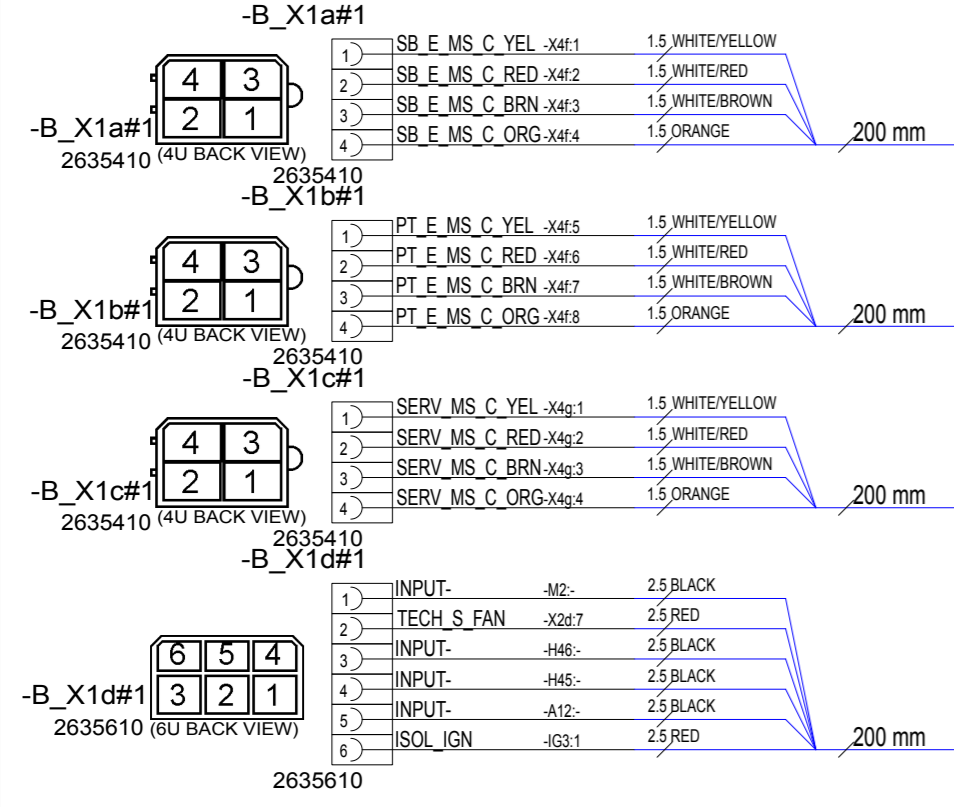 -B_X1a#1
4 3
2 1
-B_X1a#1
2635410 (4U BACK VIEW)
1 SB_E_MS_C_YEL -X4f:1 1.5 WHITE/YELLOW
2 SB_E_MS_C_RED -X4f:2 1.5 WHITE/RED
3 SB_E_MS_C_BRN -X4f:3 1.5 WHITE/BROWN
4 SB_E_MS_C_ORG -X4f:4 1.5 ORANGE
200 mm
2635410
-B_X1b#1
4 3
2 1
-B_X1b#1
2635410 (4U BACK VIEW)
1 PT_E_MS_C_YEL -X4f:5 1.5 WHITE/YELLOW
2 PT_E_MS_C_RED -X4f:6 1.5 WHITE/RED
3 PT_E_MS_C_BRN -X4f:7 1.5 WHITE/BROWN
4 PT_E_MS_C_ORG -X4f:8 1.5 ORANGE
200 mm
2635410
-B_X1c#1
4 3
2 1
-B_X1c#1
2635410 (4U BACK VIEW)
1 SERV_MS_C_YEL -X4g:1 1.5 WHITE/YELLOW
2 SERV_MS_C_RED -X4g:2 1.5 WHITE/RED
3 SERV_MS_C_BRN -X4g:3 1.5 WHITE/BROWN
4 SERV_MS_C_ORG -X4g:4 1.5 ORANGE
200 mm
2635410
-B_X1d#1
6 5 4
3 2 1
-B_X1d#1
2635610 (6U BACK VIEW)
1 INPUT- -M2:- 2.5 BLACK
2 TECH_S_FAN -X2d:7 2.5 RED
3 INPUT- -H46:- 2.5 BLACK
4 INPUT- -H45:- 2.5 BLACK
5 INPUT- -A12:- 2.5 BLACK
6 ISOL_IGN -IG3:1 2.5 RED
200 mm
2635610